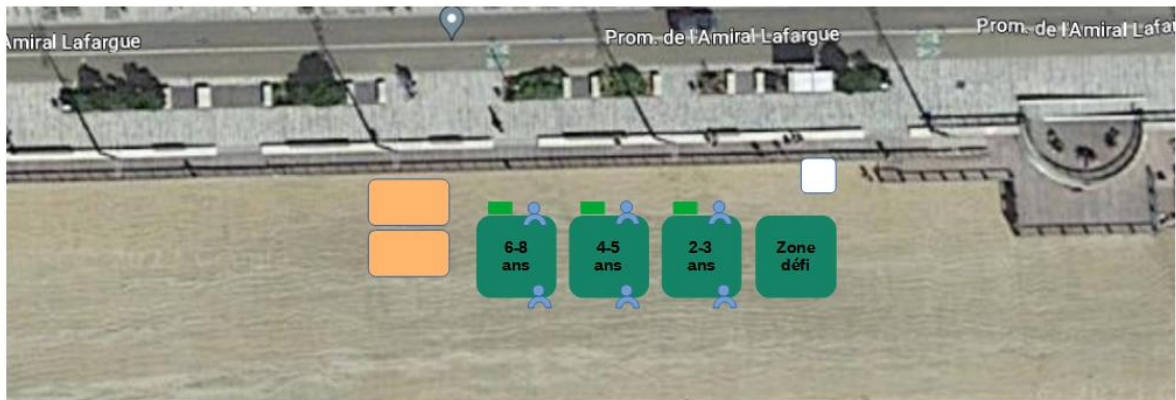 Amiral Lafargue
Prom. de l'Amiral Lafargue
Prom. de l'Amiral Lafa
6-8
ans
4-5
ans
2-3
ans
Zone
défi